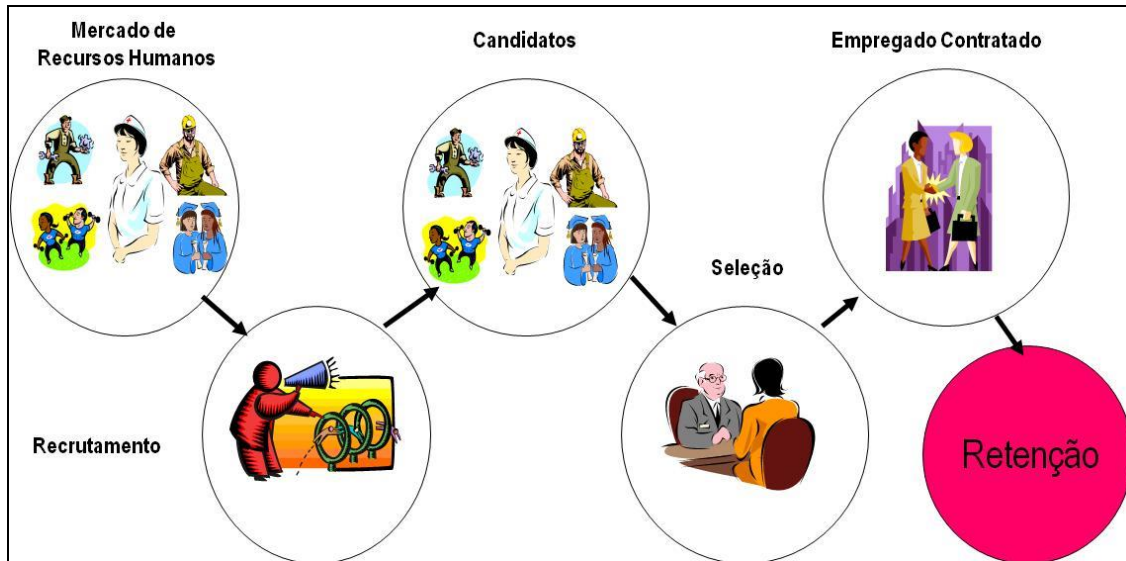 Mercado de
Recursos Humanos
Candidatos
Empregado Contratado
Seleção
Recrutamento
Retenção